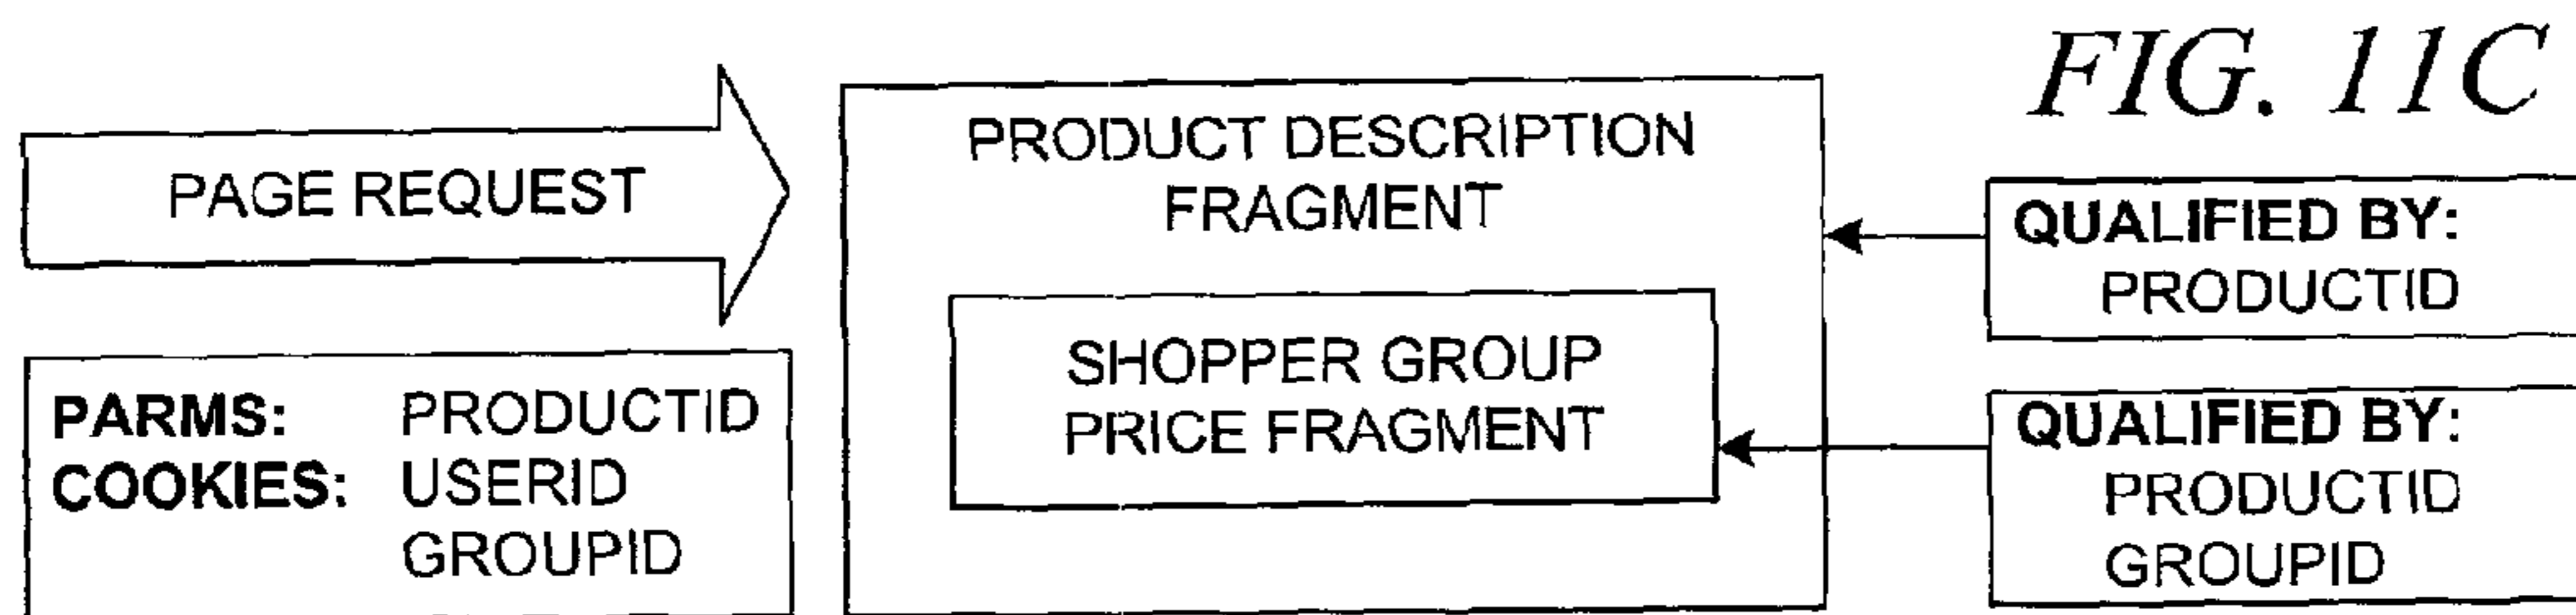 FIG. 11C
PAGE REQUEST
PARMS: PRODUCTID
COOKIES: USERID
GROUPID
PRODUCT DESCRIPTION
FRAGMENT
SHOPPER GROUP
PRICE FRAGMENT
QUALIFIED BY:
PRODUCTID
QUALIFIED BY:
PRODUCTID
GROUPID